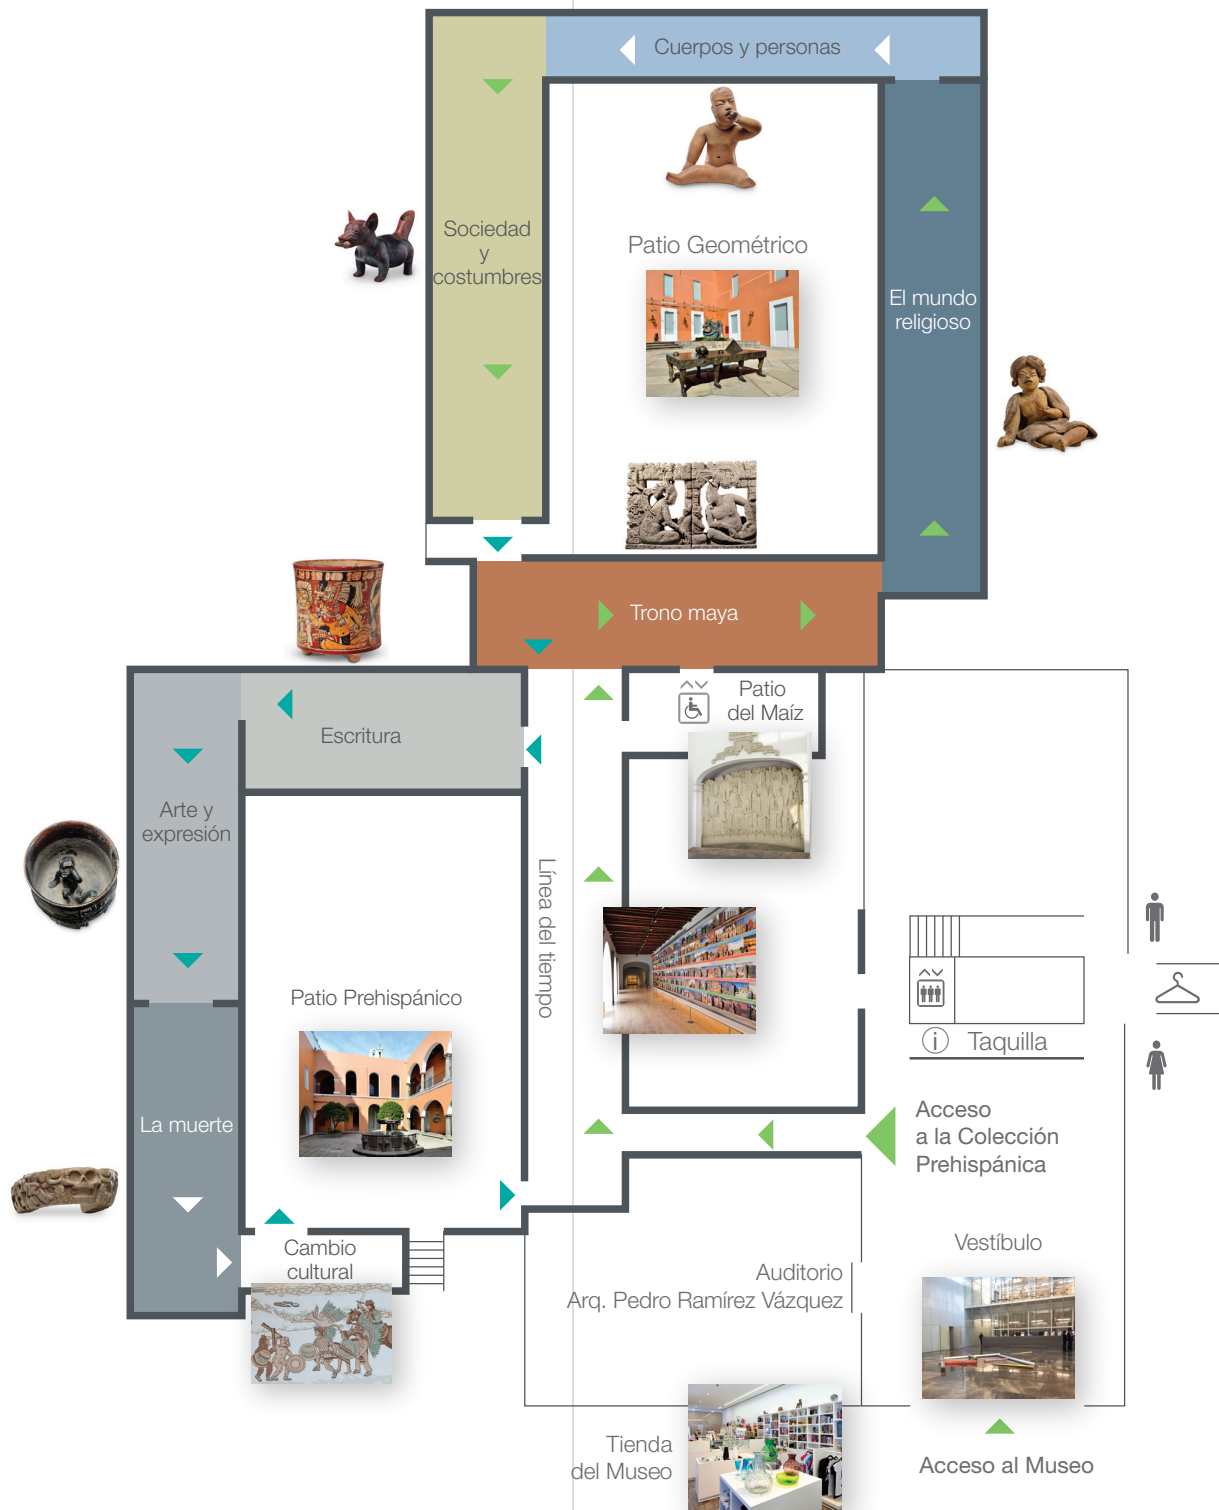 Cuerpos y personas
Sociedad
y
costumbres
Patio Geométrico
El mundo
religioso
Trono maya
Patio
del Maíz
Escritura
Arte y
expresión
Línea del tiempo
Patio Prehispánico
i Taquilla
La muerte
Acceso
a la Colección
Prehispánica
Cambio
cultural
Vestíbulo
Auditorio
Arq. Pedro Ramírez Vázquez
Tienda
del Museo
Acceso al Museo